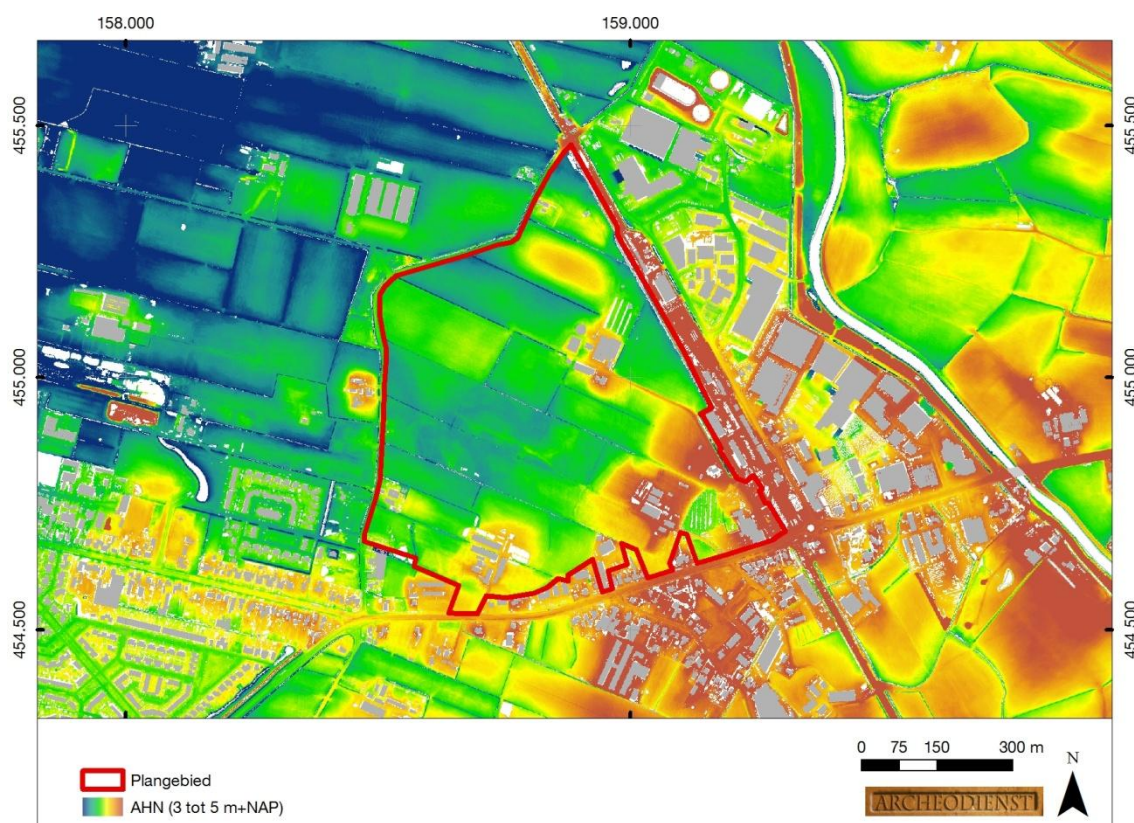 158.000 159.000
455.500 455.500
455.000 455.000
454.500 454.500
0 75 150 300 m
N
Plangebied
AHN (3 tot 5 m+NAP)
ARCHEODIENST